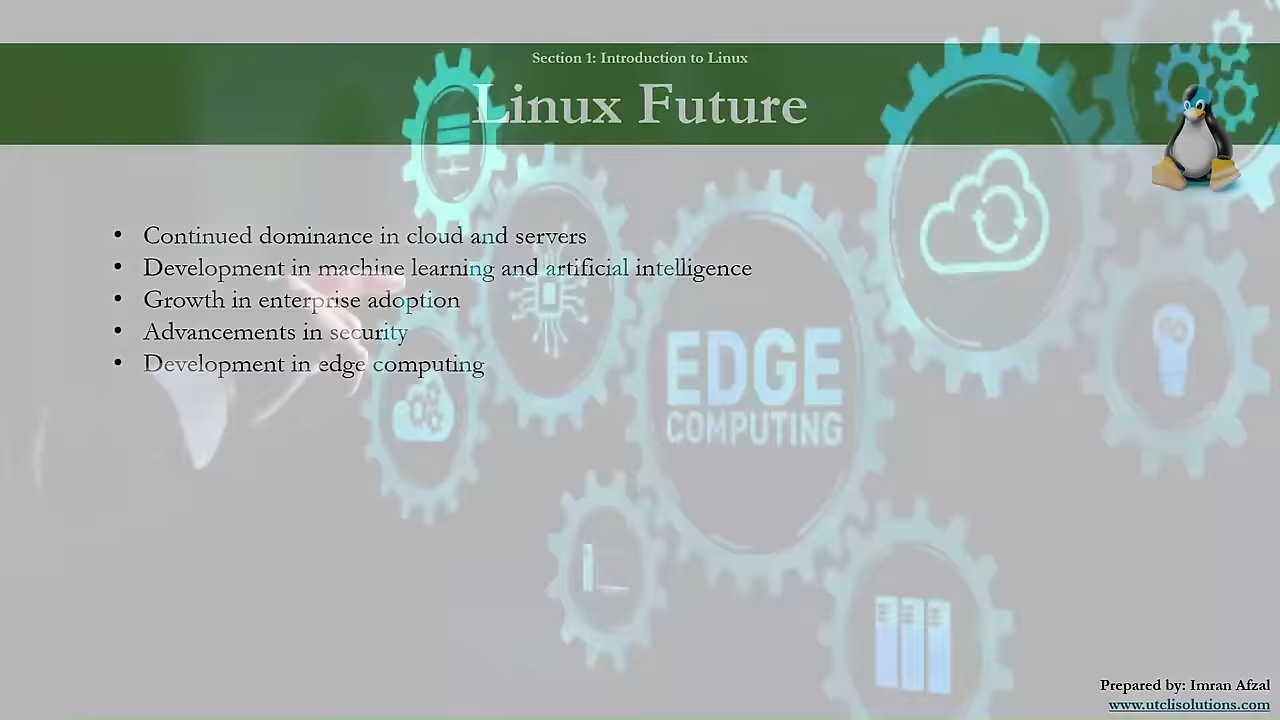 Section 1: Introduction to Linux
Linux Future
• Continued dominance in cloud and servers
• Development in machine learning and artificial intelligence
• Growth in enterprise adoption
• Advancements in security
• Development in edge computing
EDGE
COMPUTING
Prepared by: Imran Afzal
www.utclisolutions.com